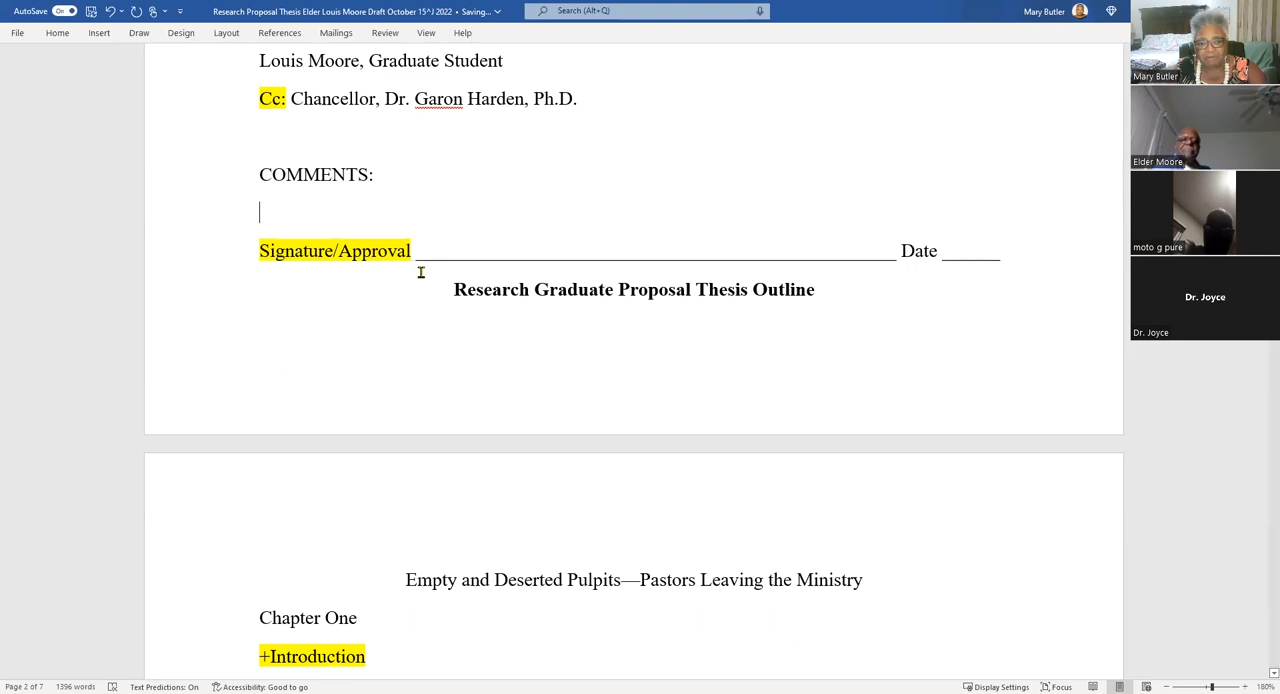 AutoSave On Research Proposal Thesis Elder Louis Moore Draft October 15^J 2022 • Saving... Search (Alt+Q) Mary Butler
File Home Insert Draw Design Layout References Mailings Review View Help
Louis Moore, Graduate Student
Cc: Chancellor, Dr. Garon Harden, Ph.D.
COMMENTS:
Signature/Approval ________________ Date ______
Research Graduate Proposal Thesis Outline
Empty and Deserted Pulpits—Pastors Leaving the Ministry
Chapter One
+Introduction
Mary Butler
Elder Moore
moto g pure
Dr. Joyce
Dr. Joyce
Page 2 of 7 1396 words Text Predictions: On Accessibility: Good to go Display Settings Focus 180%